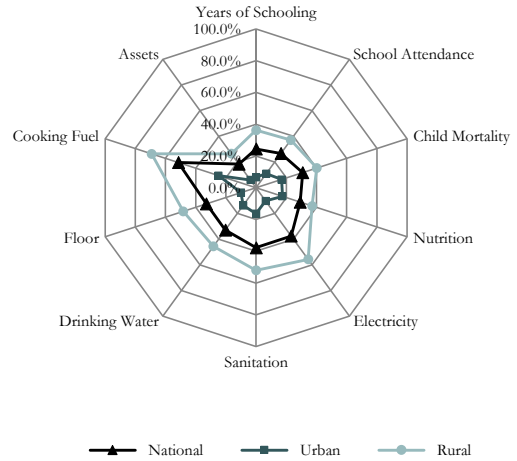 Years of Schooling
100.0%
Assets
School Attendance
80.0%
60.0%
40.0%
Cooking Fuel
Child Mortality
20.0%
0.0%
Floor
Nutrition
Drinking Water
Electricity
Sanitation
National Urban Rural